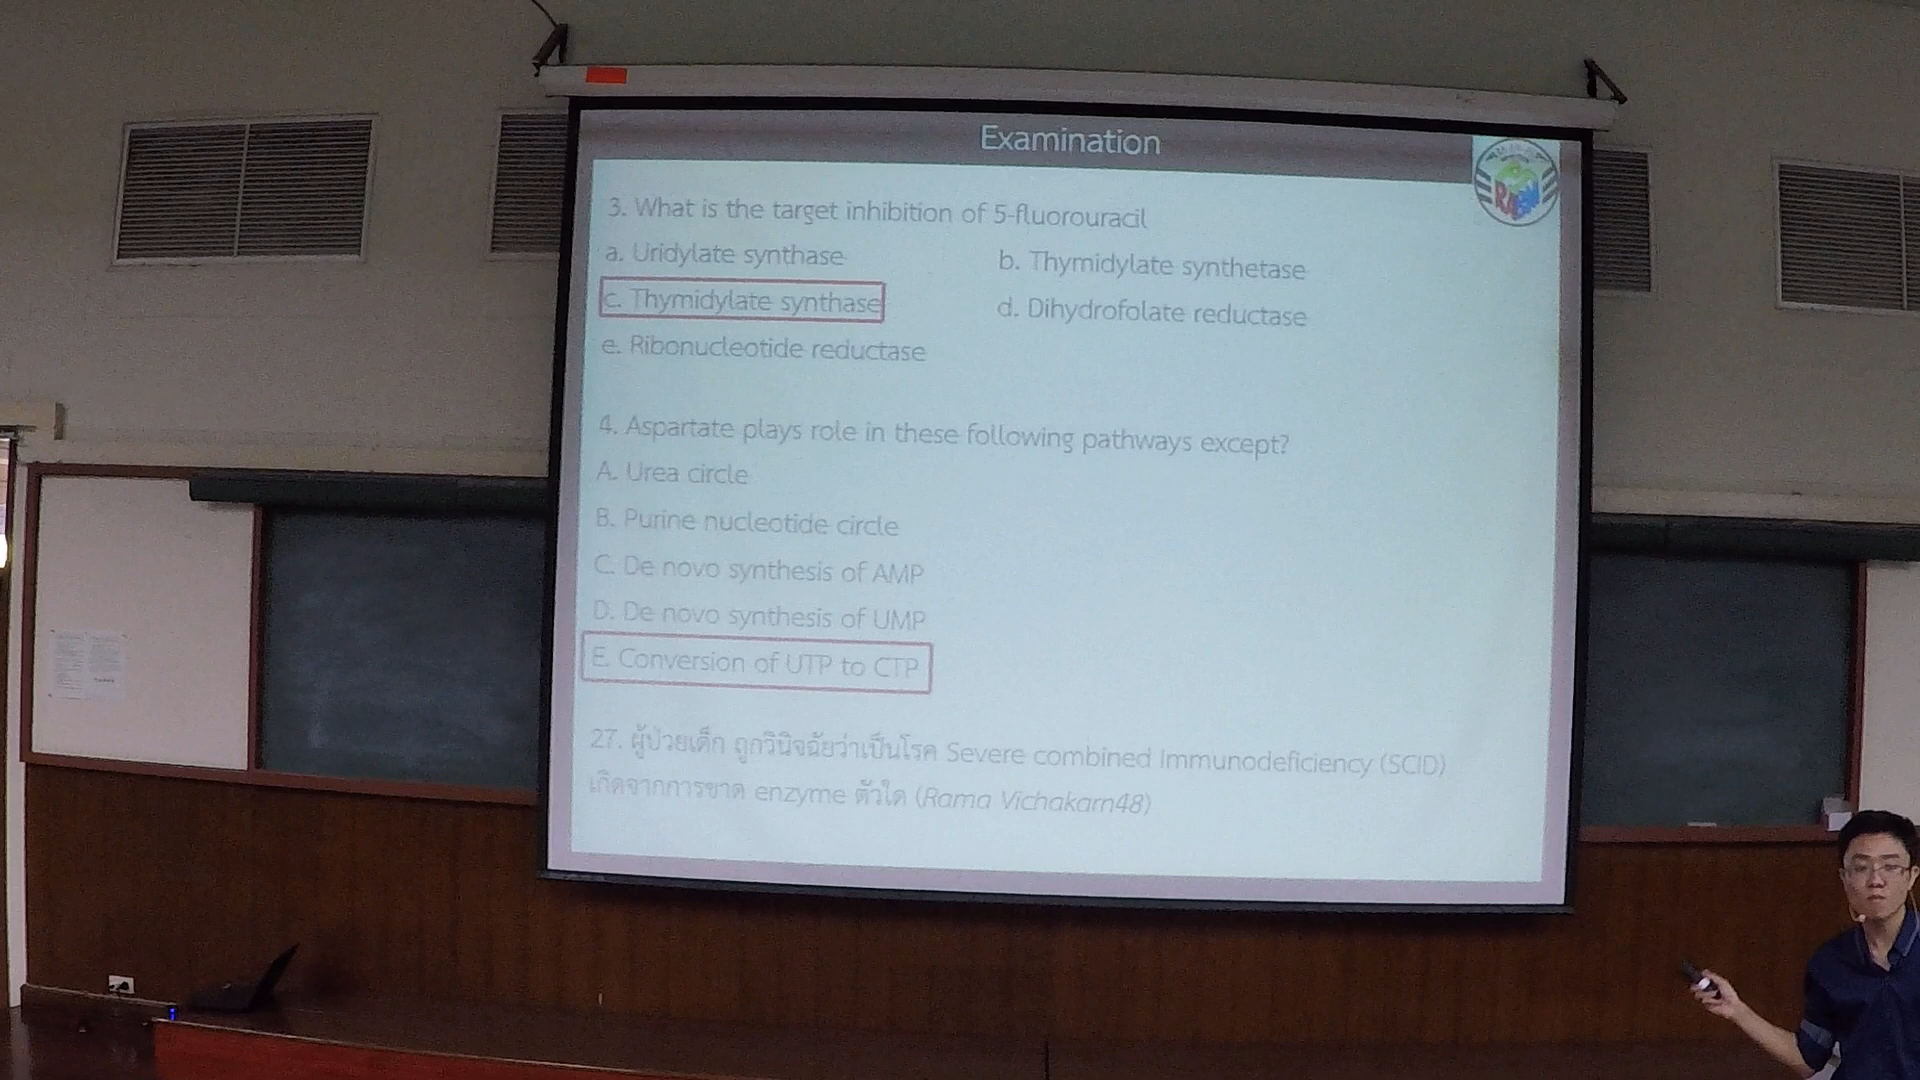 Examination
3. What is the target inhibition of 5-fluorouracil
a. Uridylate synthase
b. Thymidylate synthetase
c. Thymidylate synthase
d. Dihydrofolate reductase
e. Ribonucleotide reductase
4. Aspartate plays role in these following pathways except?
A. Urea circle
B. Purine nucleotide circle
C. De novo synthesis of AMP
D. De novo synthesis of UMP
E. Conversion of UTP to CTP
27. ผู้ป่วยเด็ก ถูกวินิจฉัยว่าเป็นโรค Severe combined Immunodeficiency (SCID)
เกิดจากการขาด enzyme ตัวใด (Rama Vichakarn48)